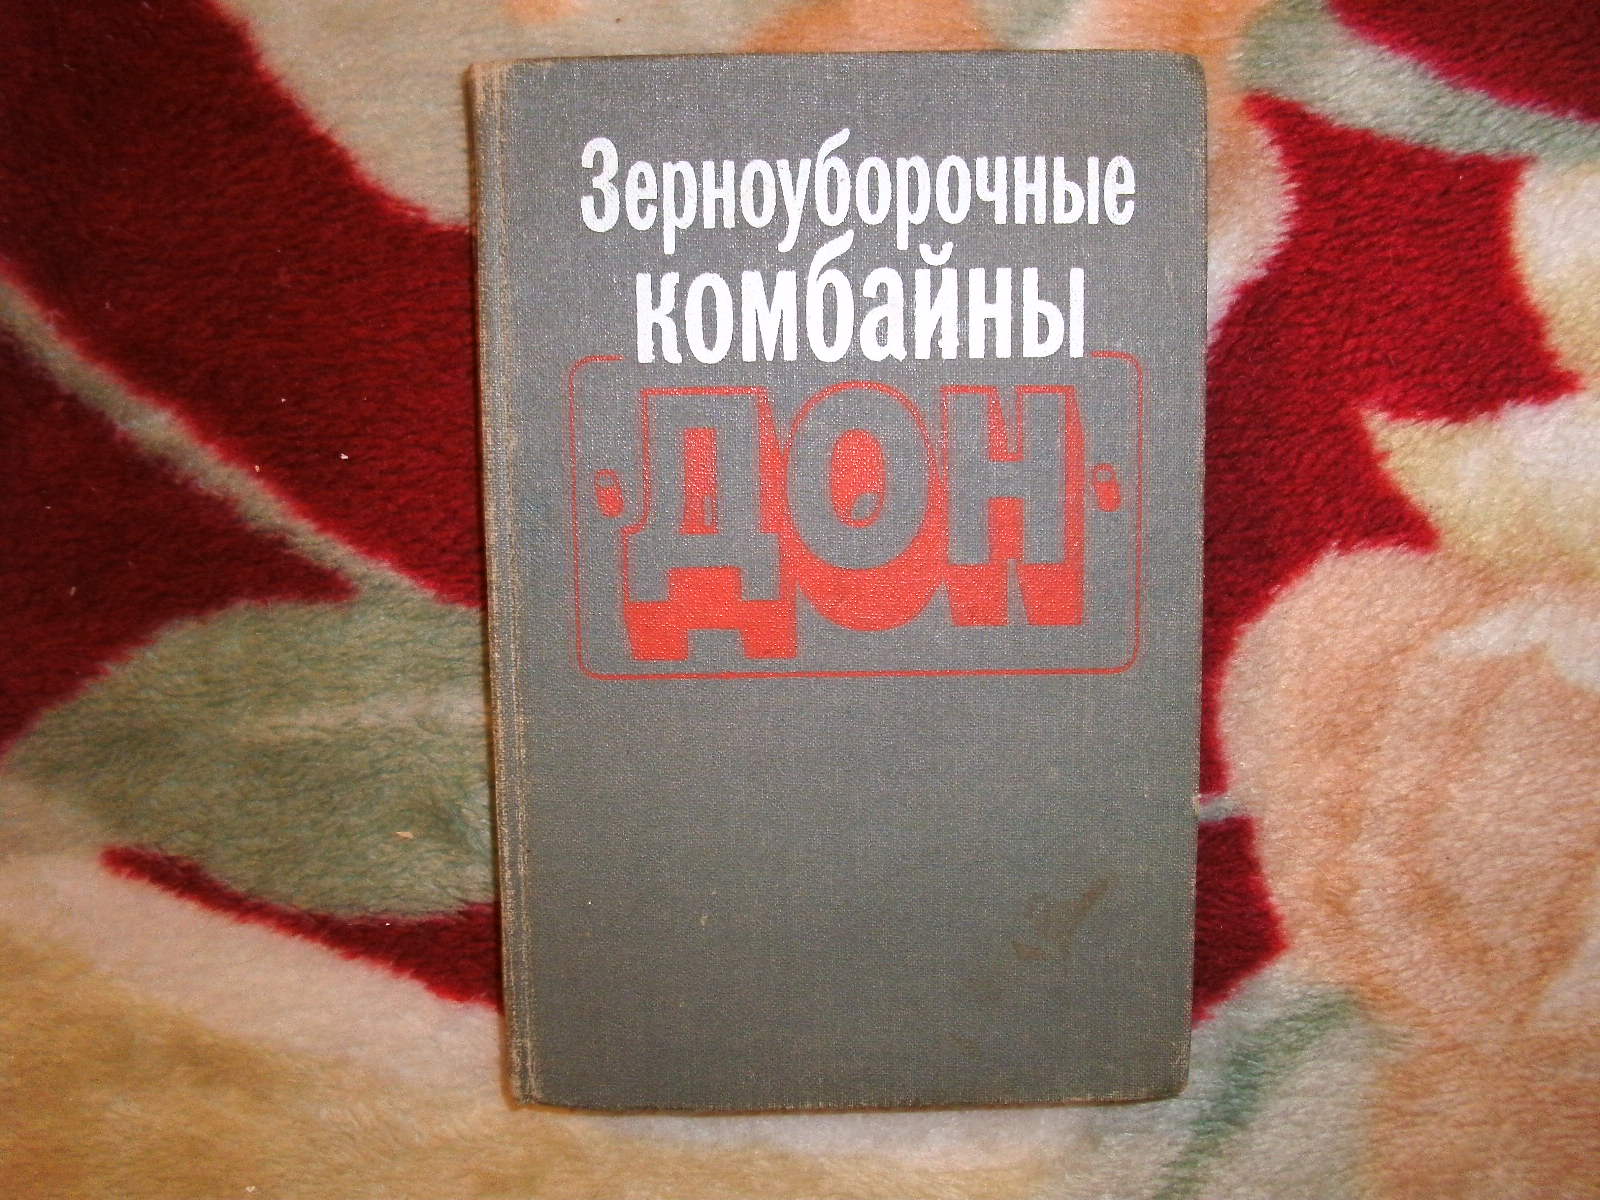 Зерноуборочные
комбайны
ДОН